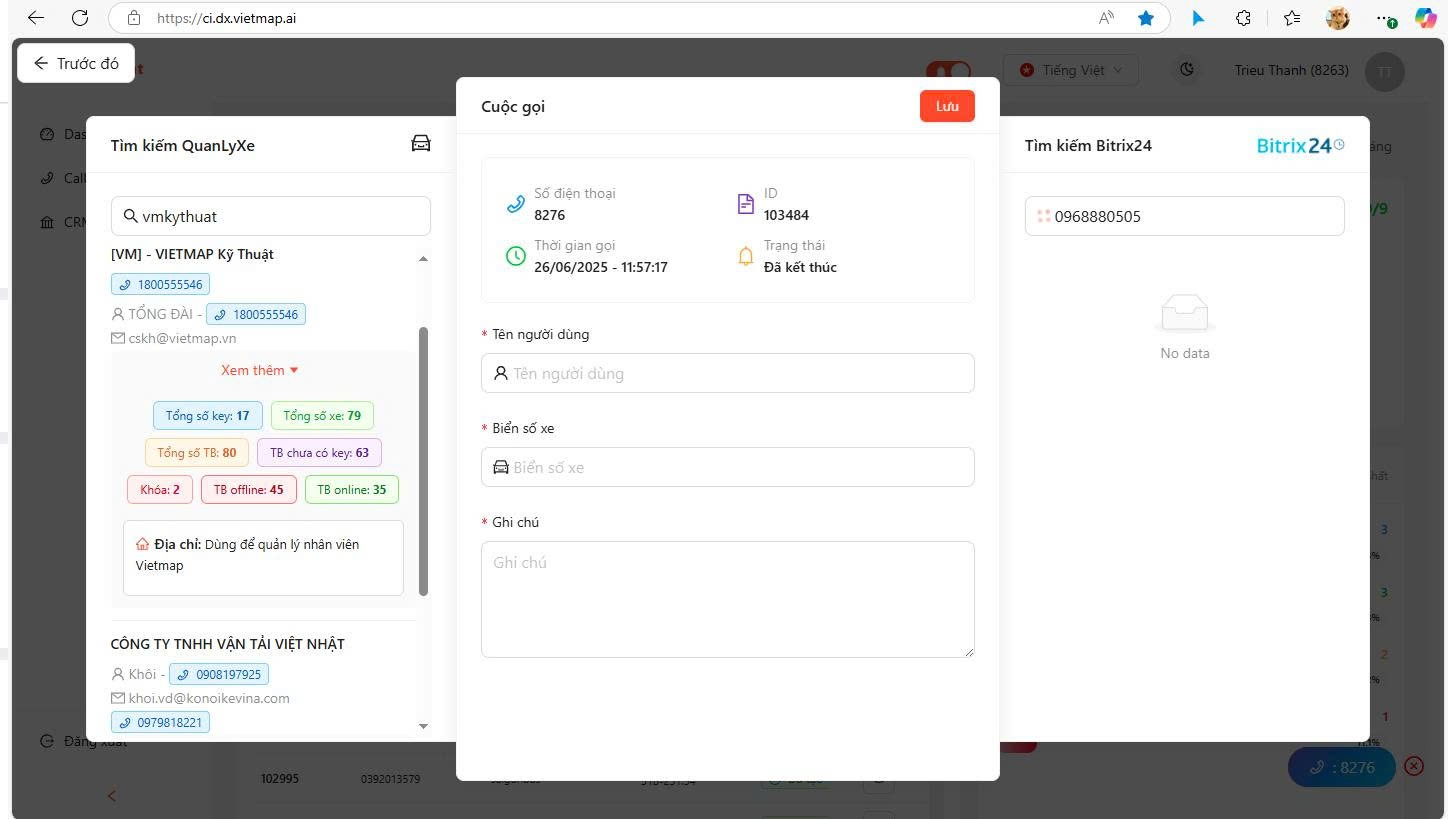 https://ci.dx.vietmap.ai
Trước đó
Tiếng Việt
Trieu Thanh (8263)
TT
Cuộc gọi
Lưu
Tìm kiếm QuanLyXe
vmkythuat
[VM] - VIETMAP Kỹ Thuật
1800555546
TỔNG ĐÀI - 1800555546
cskh@vietmap.vn
Xem thêm
Tổng số key: 17
Tổng số xe: 79
Tổng số TB: 80
TB chưa có key: 63
Khóa: 2
TB offline: 45
TB online: 35
Địa chỉ: Dùng để quản lý nhân viên
Vietmap
CÔNG TY TNHH VẬN TẢI VIỆT NHẬT
Khôi - 0908197925
khoi.vd@konoikevina.com
0979818221
Số điện thoại
8276
ID
103484
Thời gian gọi
26/06/2025 - 11:57:17
Trạng thái
Đã kết thúc
* Tên người dùng
Tên người dùng
* Biển số xe
Biển số xe
* Ghi chú
Ghi chú
Tìm kiếm Bitrix24
Bitrix24
0968880505
No data
/9
3
3
2
1
Đăng xuất
102995
0392013579
: 8276